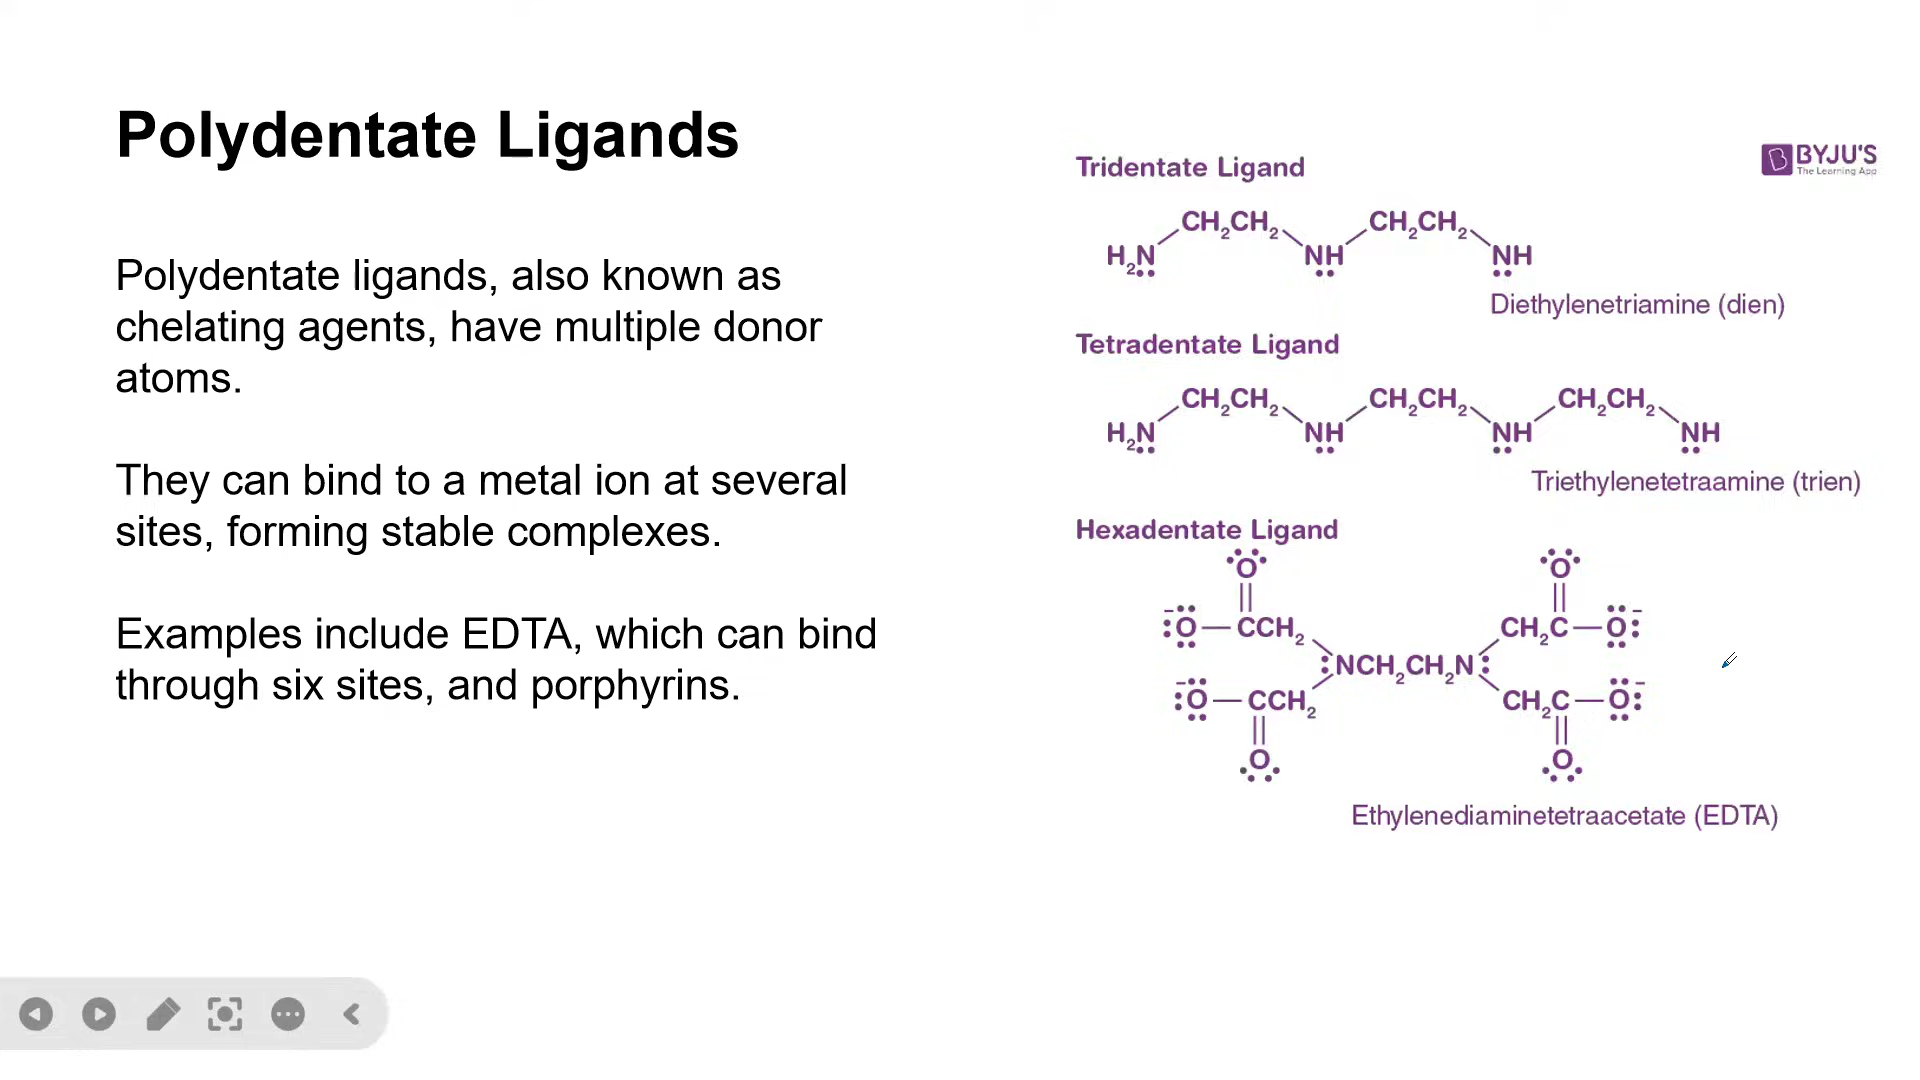 Polydentate Ligands
Polydentate ligands, also known as
chelating agents, have multiple donor
atoms.
They can bind to a metal ion at several
sites, forming stable complexes.
Examples include EDTA, which can bind
through six sites, and porphyrins.
BYJU'S
The Learning App
Tridentate Ligand
CH₂CH₂ CH₂CH₂
H₂N NH NH
Diethylenetriamine (dien)
Tetradentate Ligand
CH₂CH₂ CH₂CH₂ CH₂CH₂
H₂N NH NH NH
Triethylenetetraamine (trien)
Hexadentate Ligand
O O
⁻O—CCH₂ CH₂C—O⁻
NCH₂CH₂N
⁻O—CCH₂ CH₂C—O⁻
O O
Ethylenediaminetetraacetate (EDTA)